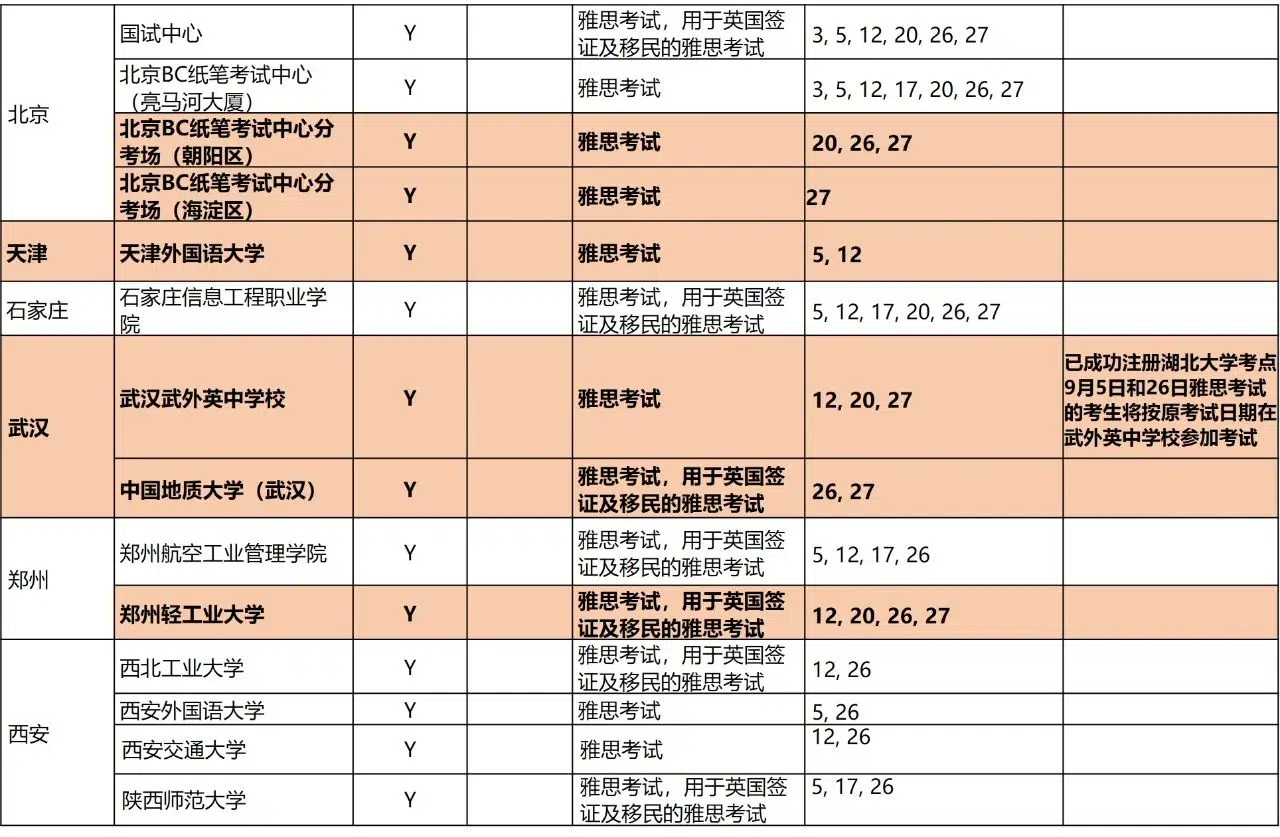 北京
国试中心
Y
雅思考试，用于英国签
证及移民的雅思考试
3, 5, 12, 20, 26, 27
北京BC纸笔考试中心
（亮马河大厦）
Y
雅思考试
3, 5, 12, 17, 20, 26, 27
北京BC纸笔考试中心分
考场（朝阳区）
Y
雅思考试
20, 26, 27
北京BC纸笔考试中心分
考场（海淀区）
Y
雅思考试
27
天津
天津外国语大学
Y
雅思考试
5, 12
石家庄
石家庄信息工程职业学
院
Y
雅思考试，用于英国签
证及移民的雅思考试
5, 12, 17, 20, 26, 27
武汉
武汉武外英中学校
Y
雅思考试
12, 20, 27
已成功注册湖北大学考点
9月5日和26日雅思考试
的考生将按原考试日期在
武外英中学校参加考试
中国地质大学（武汉）
Y
雅思考试，用于英国签
证及移民的雅思考试
26, 27
郑州
郑州航空工业管理学院
Y
雅思考试，用于英国签
证及移民的雅思考试
5, 12, 17, 26
郑州轻工业大学
Y
雅思考试，用于英国签
证及移民的雅思考试
12, 20, 26, 27
西安
西北工业大学
Y
雅思考试，用于英国签
证及移民的雅思考试
12, 26
西安外国语大学
Y
雅思考试
5, 26
西安交通大学
Y
雅思考试
12, 26
陕西师范大学
Y
雅思考试，用于英国签
证及移民的雅思考试
5, 17, 26